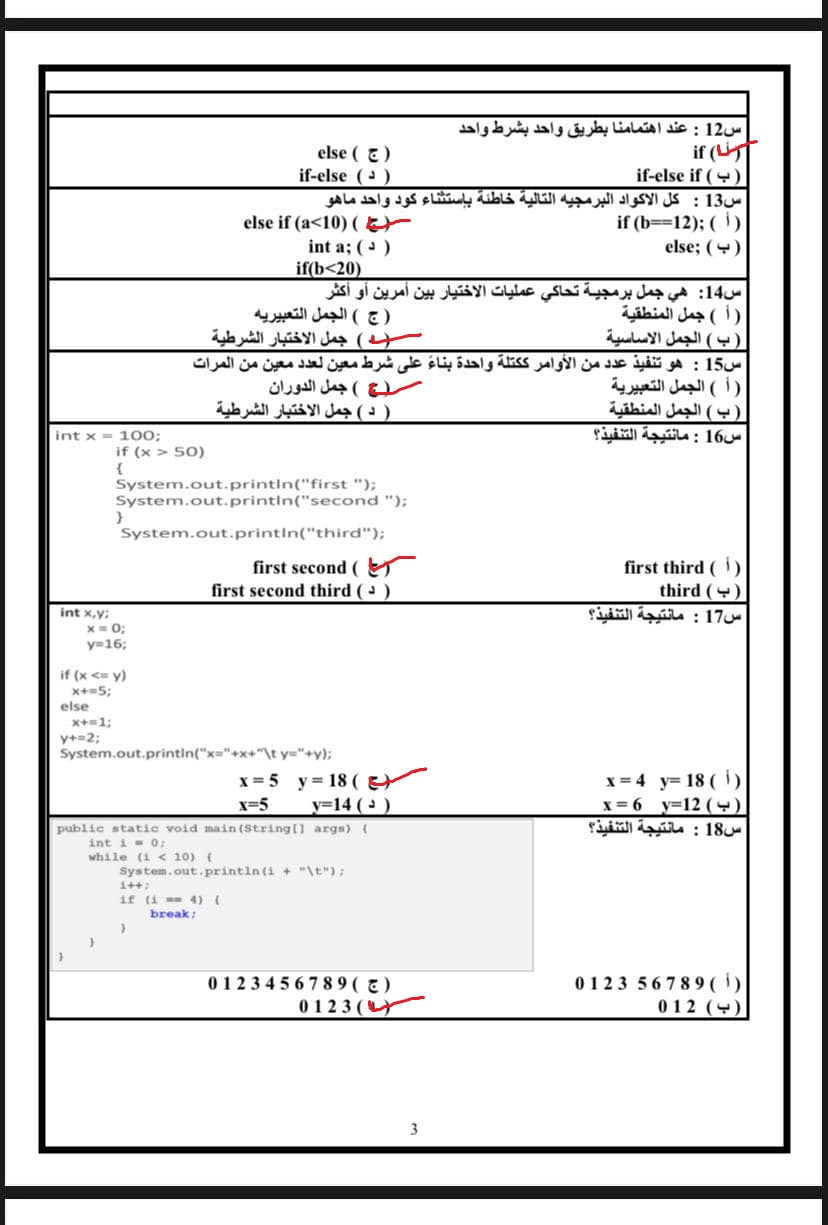 س12 : عند اهتمامنا بطريق واحد بشرط واحد
( أ ) if
( ج ) else
( ب ) if-else if
( د ) if-else
س13 : كل الاكواد البرمجيه التالية خاطئة بإستثناء كود واحد ماهو
( أ ) if (b==12);
( ج ) else if (a<10)
( ب ) else;
( د ) int a;
if(b<20)
س14: هي جمل برمجية تحاكي عمليات الاختيار بين أمرين أو أكثر
( أ ) جمل المنطقية
( ج ) الجمل التعبيريه
( ب ) الجمل الاساسية
( د ) جمل الاختبار الشرطية
س15 : هو تنفيذ عدد من الأوامر ككتلة واحدة بناءً على شرط معين لعدد معين من المرات
( أ ) الجمل التعبيرية
( ج ) جمل الدوران
( ب ) الجمل المنطقية
( د ) جمل الاختبار الشرطية
س16 : مانتيجة التنفيذ؟
int x = 100;
if (x > 50)
{
System.out.println("first ");
System.out.println("second ");
}
System.out.println("third");
( أ ) first third
( ج ) first second
( ب ) third
( د ) first second third
س17 : مانتيجة التنفيذ؟
int x,y;
x = 0;
y=16;
if (x <= y)
x+=5;
else
x+=1;
y+=2;
System.out.println("x="+x+"\t y="+y);
( أ ) x = 4 y= 18
( ج ) x = 5 y = 18
( ب ) x = 6 y=12
( د ) x=5 y=14
س18 : مانتيجة التنفيذ؟
public static void main(String[] args) {
int i = 0;
while (i < 10) {
System.out.println(i + "\t");
i++;
if (i == 4) {
break;
}
}
}
( أ ) 0 1 2 3 5 6 7 8 9
( ج ) 0 1 2 3 4 5 6 7 8 9
( ب ) 0 1 2
( د ) 0 1 2 3
3